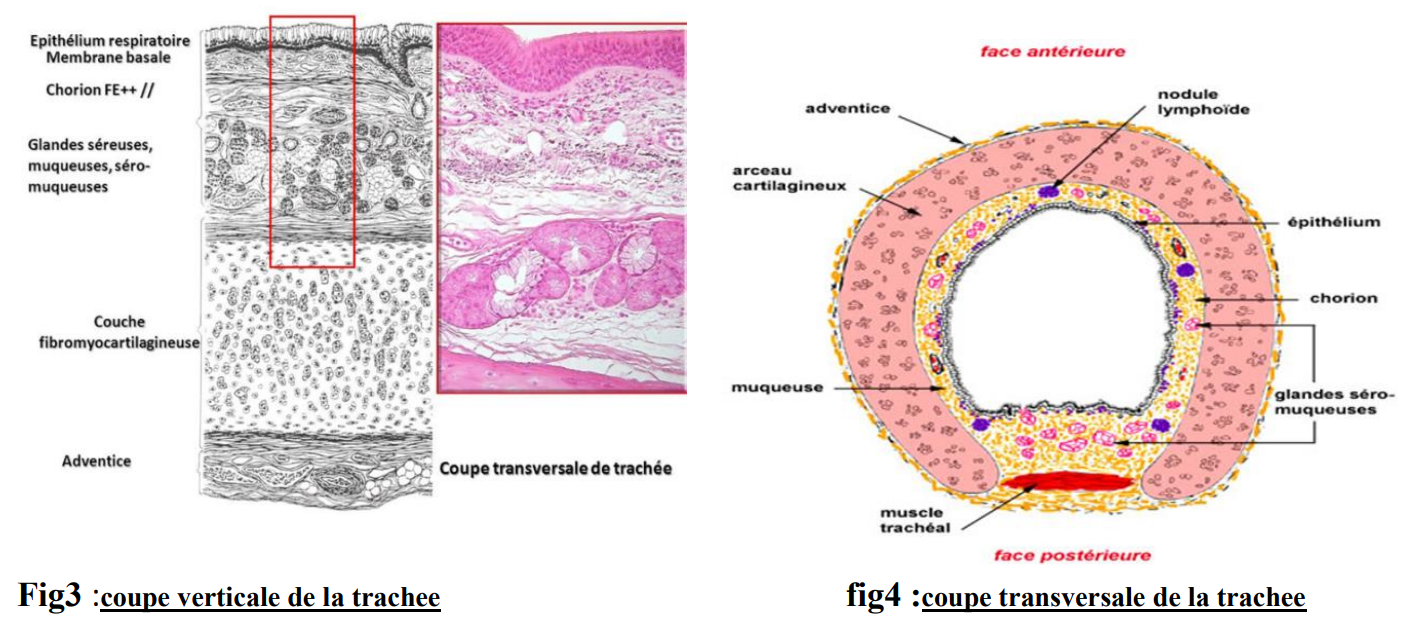 Epithélium respiratoire
Membrane basale
Chorion FE++ //
Glandes séreuses,
muqueuses, séro-
muqueuses
Couche
fibromyocartilagineuse
Adventice
Coupe transversale de trachée
Fig3 :coupe verticale de la trachee
face antérieure
nodule
lymphoïde
adventice
arceau
cartilagineux
épithélium
chorion
muqueuse
glandes séro-
muqueuses
muscle
trachéal
face postérieure
fig4 :coupe transversale de la trachee